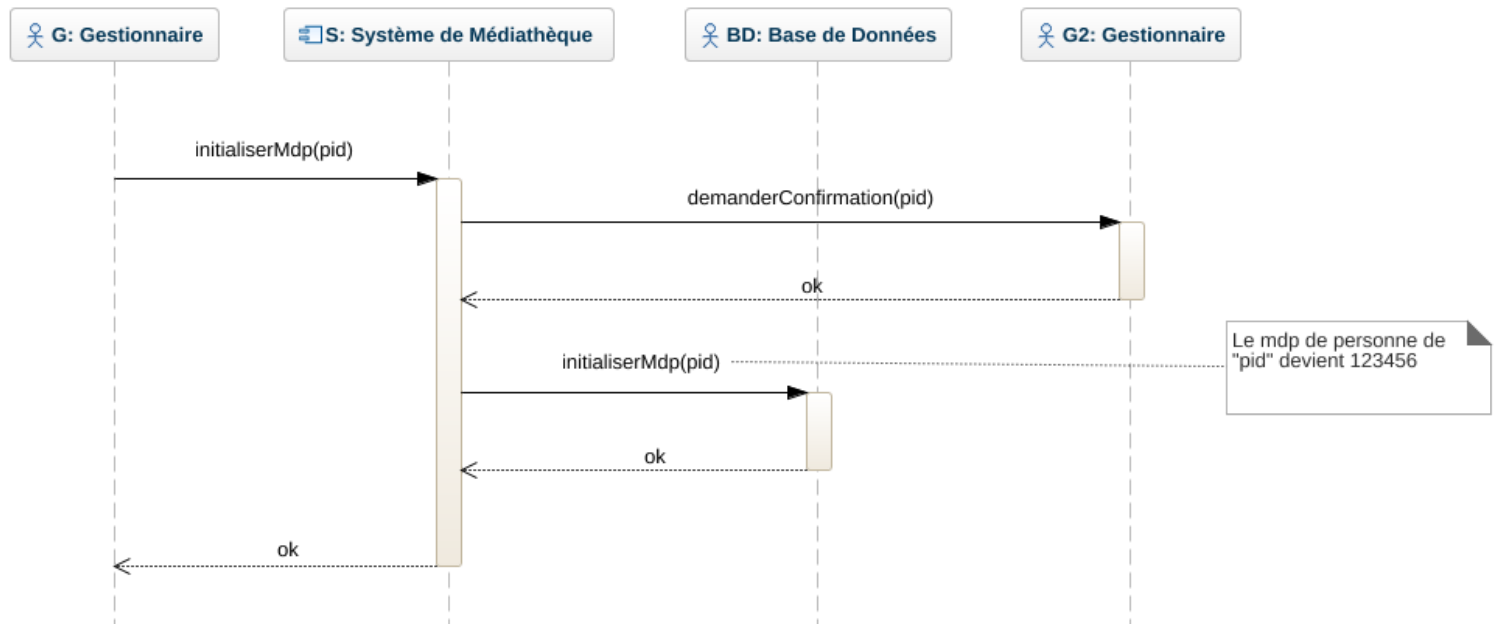 G: Gestionnaire
S: Système de Médiathèque
BD: Base de Données
G2: Gestionnaire
initialiserMdp(pid)
demanderConfirmation(pid)
ok
Le mdp de personne de
"pid" devient 123456
initialiserMdp(pid)
ok
ok